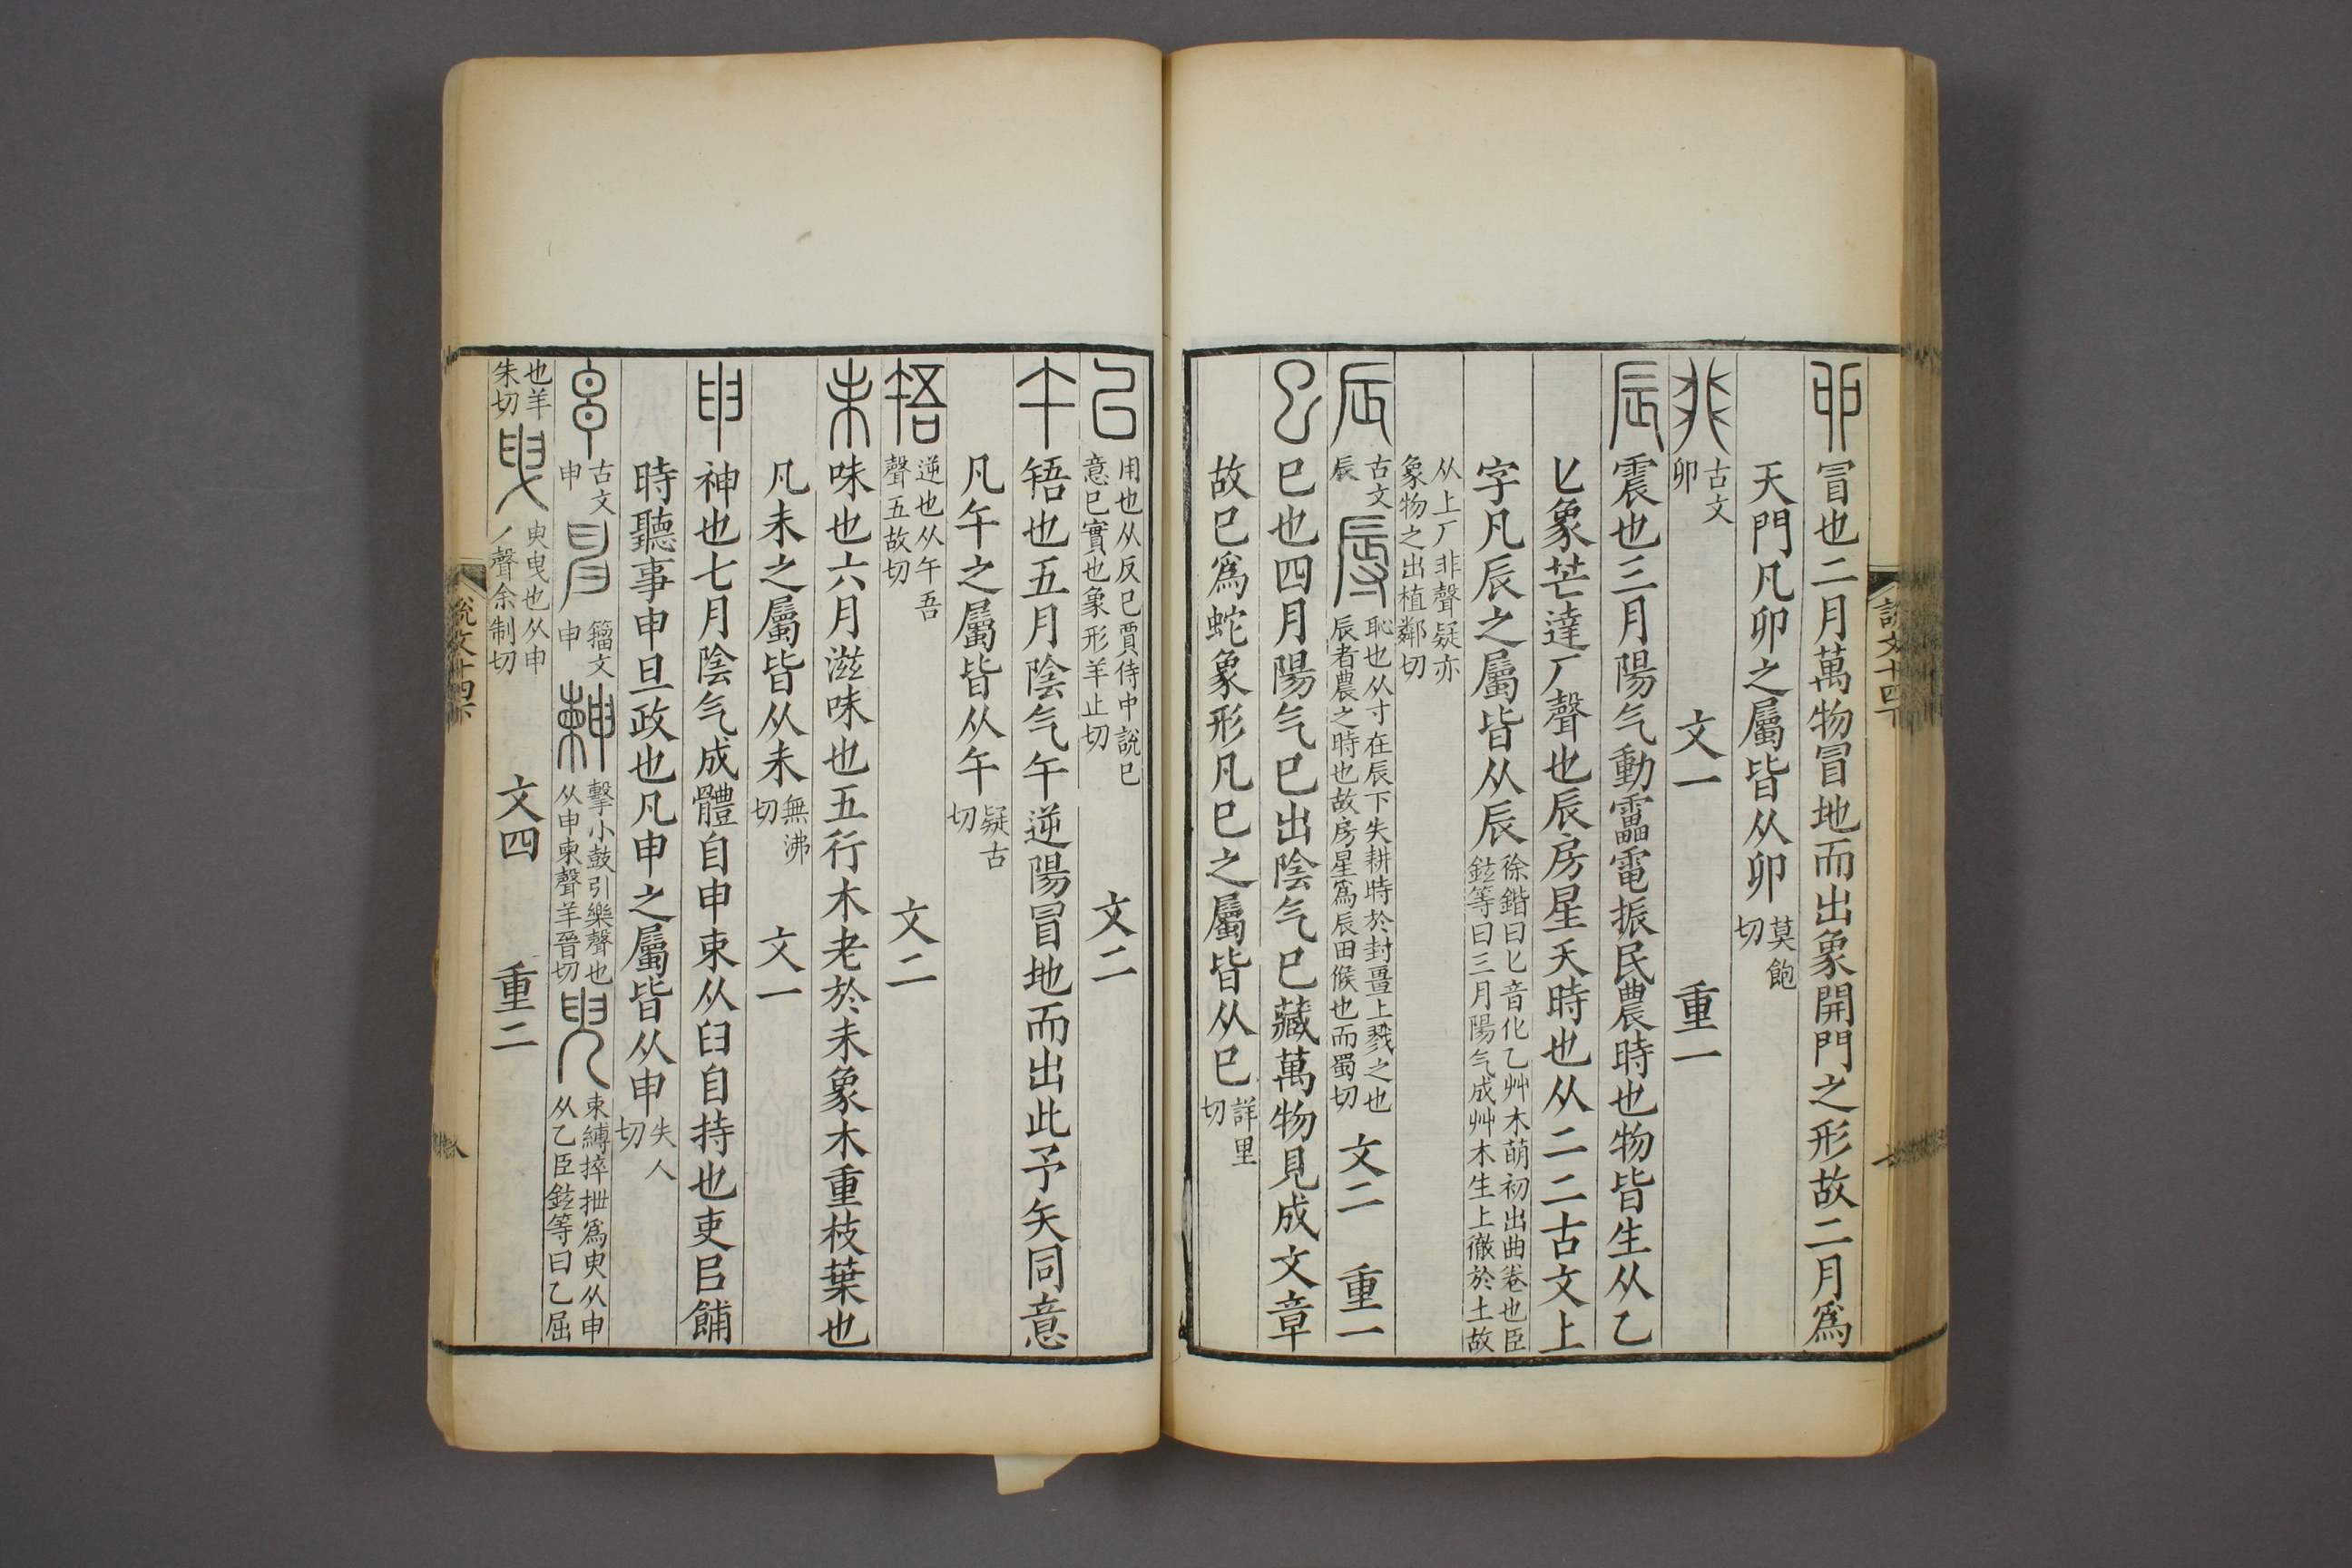 說文十四下
卯冒也二月萬物冒地而出象開門之形故二月爲
天門凡卯之屬皆从卯莫飽切
古文卯 文一 重一
辰震也三月陽气動靁電振民農時也物皆生从乙
匕象芒達厂聲也辰房星天時也从二二古文上
字凡辰之屬皆从辰徐鍇曰匕音化乙艸木萌初出曲卷也臣鉉等曰三月陽气成艸木生上徹於土故
从上厂非聲疑亦象物之出植鄰切
古文辰 辱恥也从寸在辰下失耕時於封畺上戮之也辰者農之時也故房星爲辰田候也而蜀切 文二 重一
巳巳也四月陽气巳出陰气巳藏萬物見成文章
故巳爲蛇象形凡巳之屬皆从巳詳里切
㠯用也从反巳賈侍中說巳意巳實也象形羊止切 文二
午啎也五月陰气午逆陽冒地而出此予矢同意
凡午之屬皆从午疑古切
啎逆也从午吾聲五故切 文二
未味也六月滋味也五行木老於未象木重枝葉也
凡未之屬皆从未無沸切 文一
申神也七月陰气成體自申束从臼自持也吏㠯餔
時聽事申旦政也凡申之屬皆从申失人切
古文申 籒文申 𣌾擊小鼓引樂聲也从申柬聲羊晉切 臾束縛捽抴爲臾从申从乙臣鉉等曰乙屈
也羊朱切 曳臾曳也从申丿聲余制切 文四 重二
說文十四下